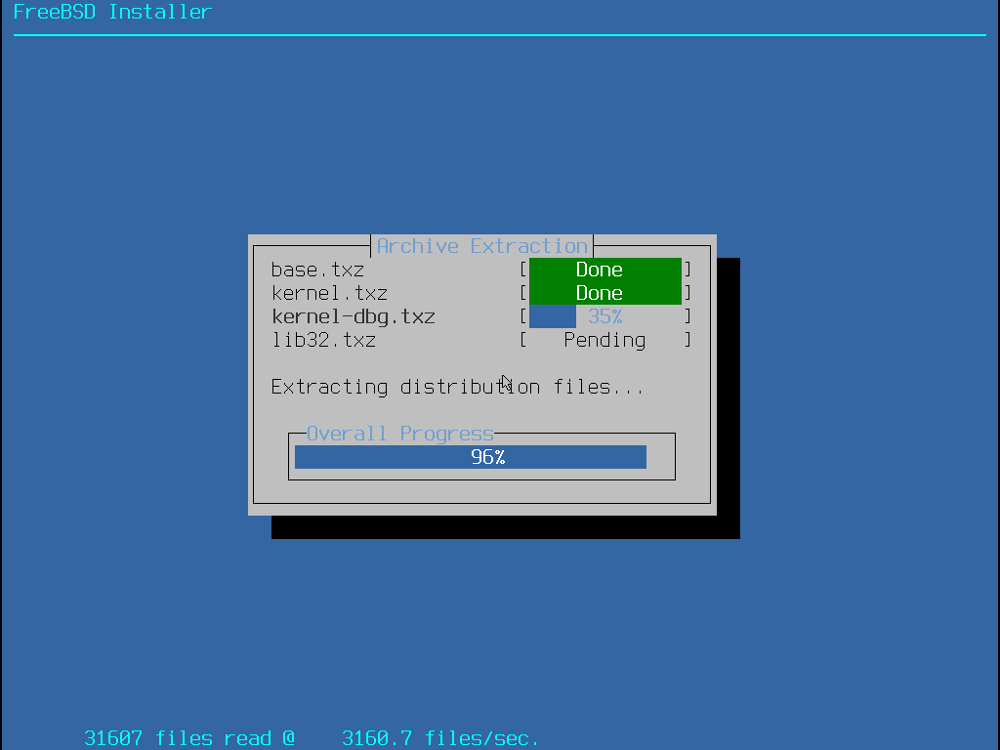 FreeBSD Installer
Archive Extraction
base.txz [ Done ]
kernel.txz [ Done ]
kernel-dbg.txz [ 35% ]
lib32.txz [ Pending ]
Extracting distribution files...
Overall Progress
96%
31607 files read @ 3160.7 files/sec.